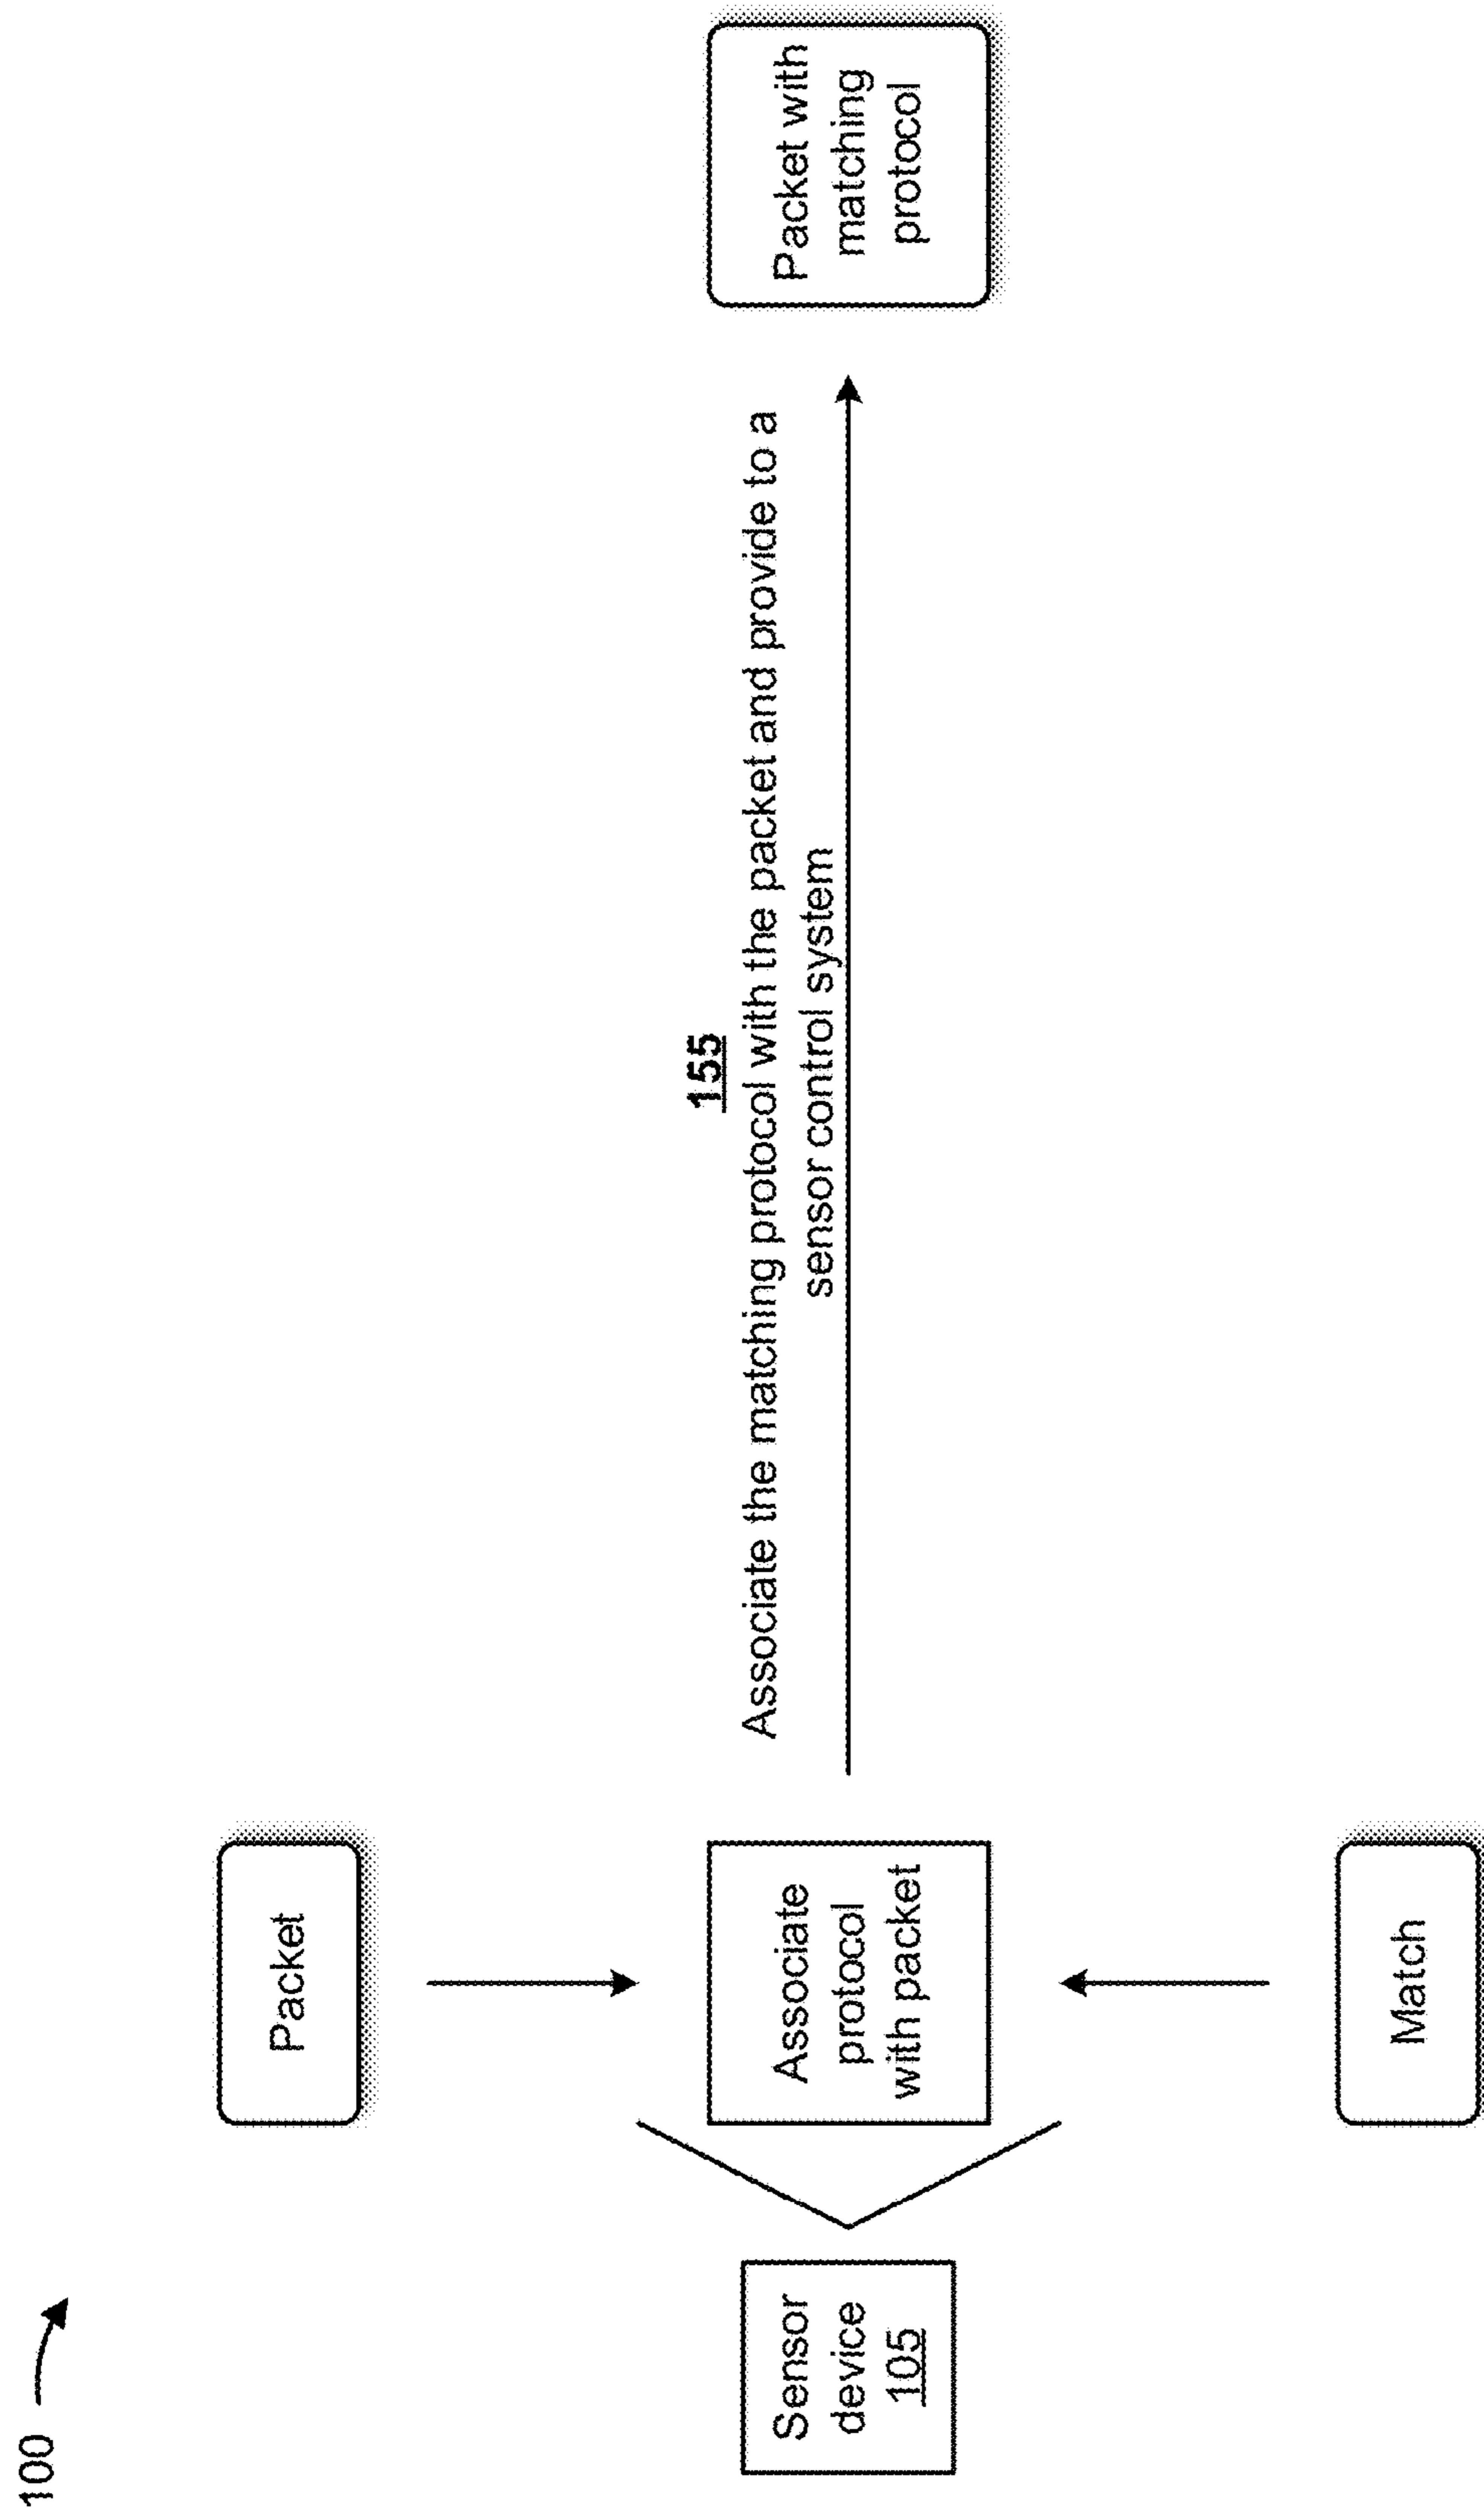 100
Packet
155
Associate the matching protocol with the packet and provide to a
sensor control system
Sensor
device
105
Associate
protocol
with packet
Packet with
matching
protocol
Match